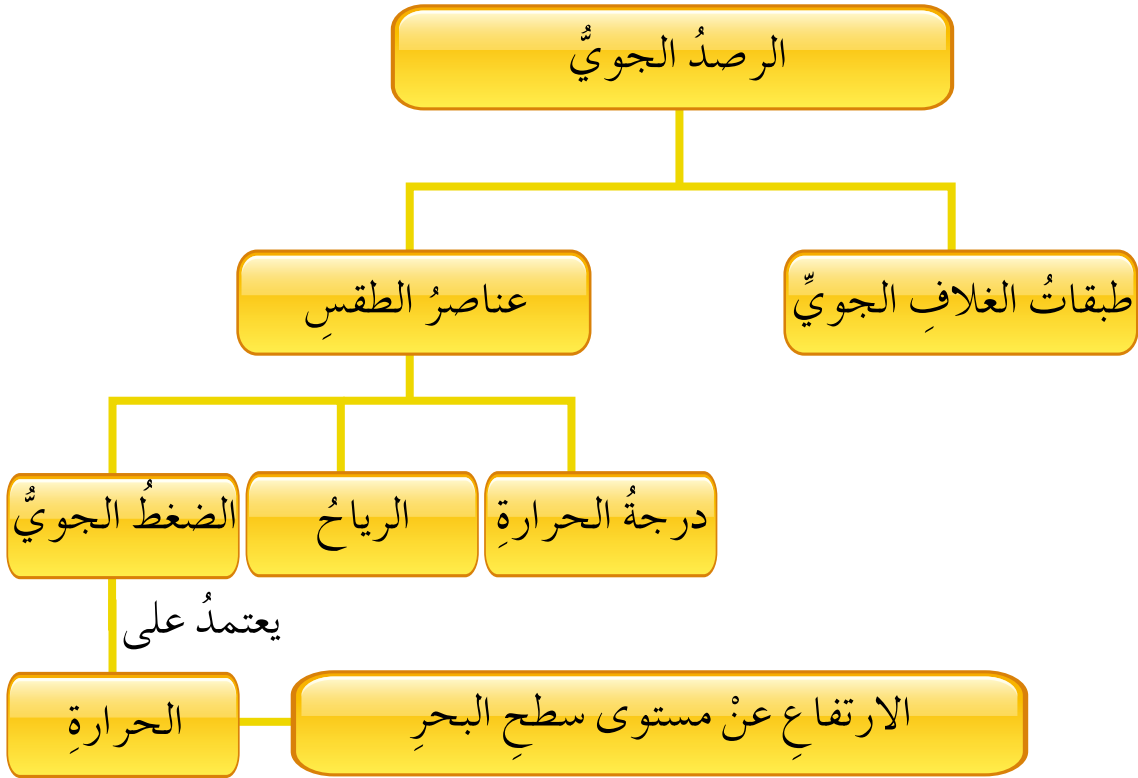 الرصدُ الجويُّ
طبقاتُ الغلافِ الجويِّ
عناصرُ الطقسِ
درجةُ الحرارةِ
الرياحُ
الضغطُ الجويُّ
يعتمدُ على
الحرارةِ
الارتفاعِ عنْ مستوى سطحِ البحرِ